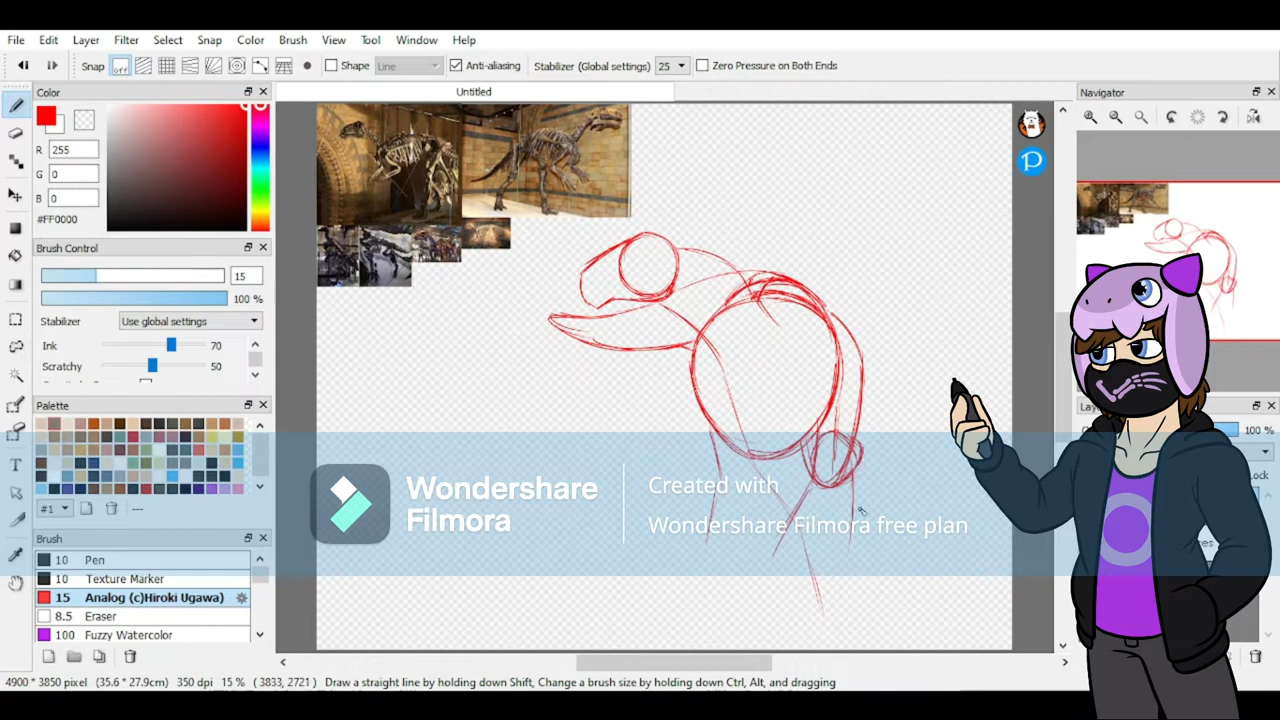 File Edit Layer Filter Select Snap Color Brush View Tool Window Help
Snap off Shape Line Anti-aliasing Stabilizer (Global settings) 25 Zero Pressure on Both Ends
Color
Untitled
Navigator
R 255
G 0
B 0
#FF0000
Brush Control
15
100 %
Stabilizer Use global settings
Ink 70
Scratchy 50
Palette
#1 ---
100 %
Lock
Wondershare
Filmora
Created with
Wondershare Filmora free plan
Brush
10 Pen
10 Texture Marker
15 Analog (c)Hiroki Ugawa)
8.5 Eraser
100 Fuzzy Watercolor
4900 * 3850 pixel (35.6 * 27.9cm) 350 dpi 15 % ( 3833, 2721 ) Draw a straight line by holding down Shift, Change a brush size by holding down Ctrl, Alt, and dragging